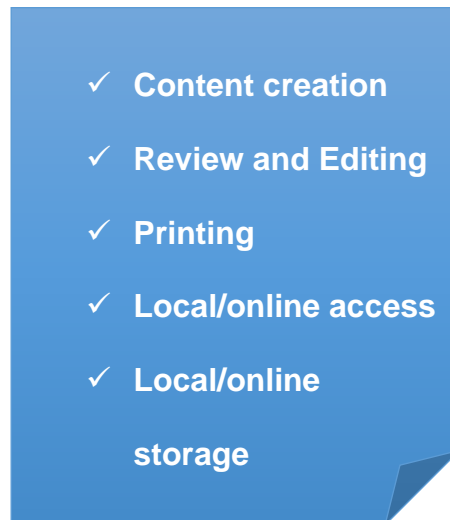 ✓ Content creation
✓ Review and Editing
✓ Printing
✓ Local/online access
✓ Local/online
storage